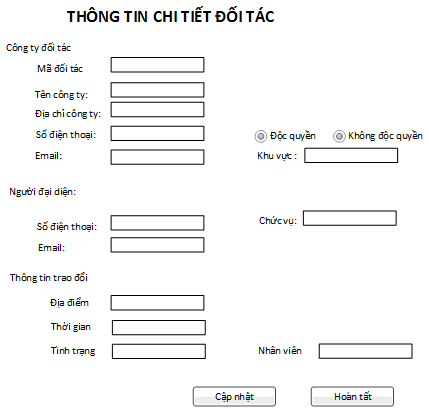 THÔNG TIN CHI TIẾT ĐỐI TÁC
Công ty đối tác
Mã đối tác
Tên công ty:
Địa chỉ công ty:
Số điện thoại: Độc quyền Không độc quyền
Email: Khu vực :
Người đại diện:
Số điện thoại: Chức vụ:
Email:
Thông tin trao đổi
Địa điểm
Thời gian
Tình trạng Nhân viên
Cập nhật Hoàn tất